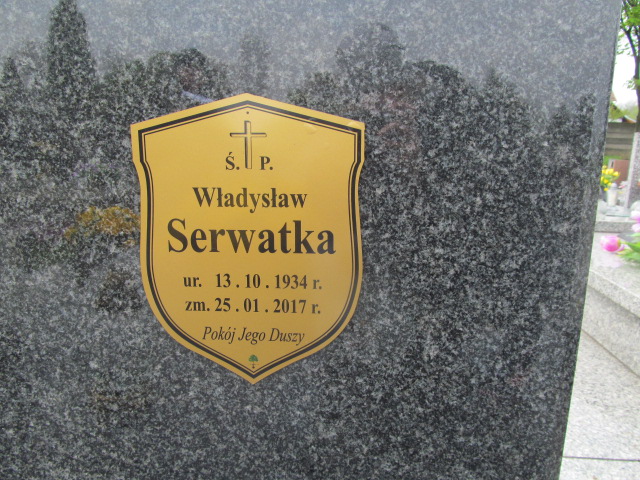 Ś. P.
Władysław
Serwatka
ur. 13 . 10 . 1934 r.
zm. 25 . 01 . 2017 r.
Pokój Jego Duszy